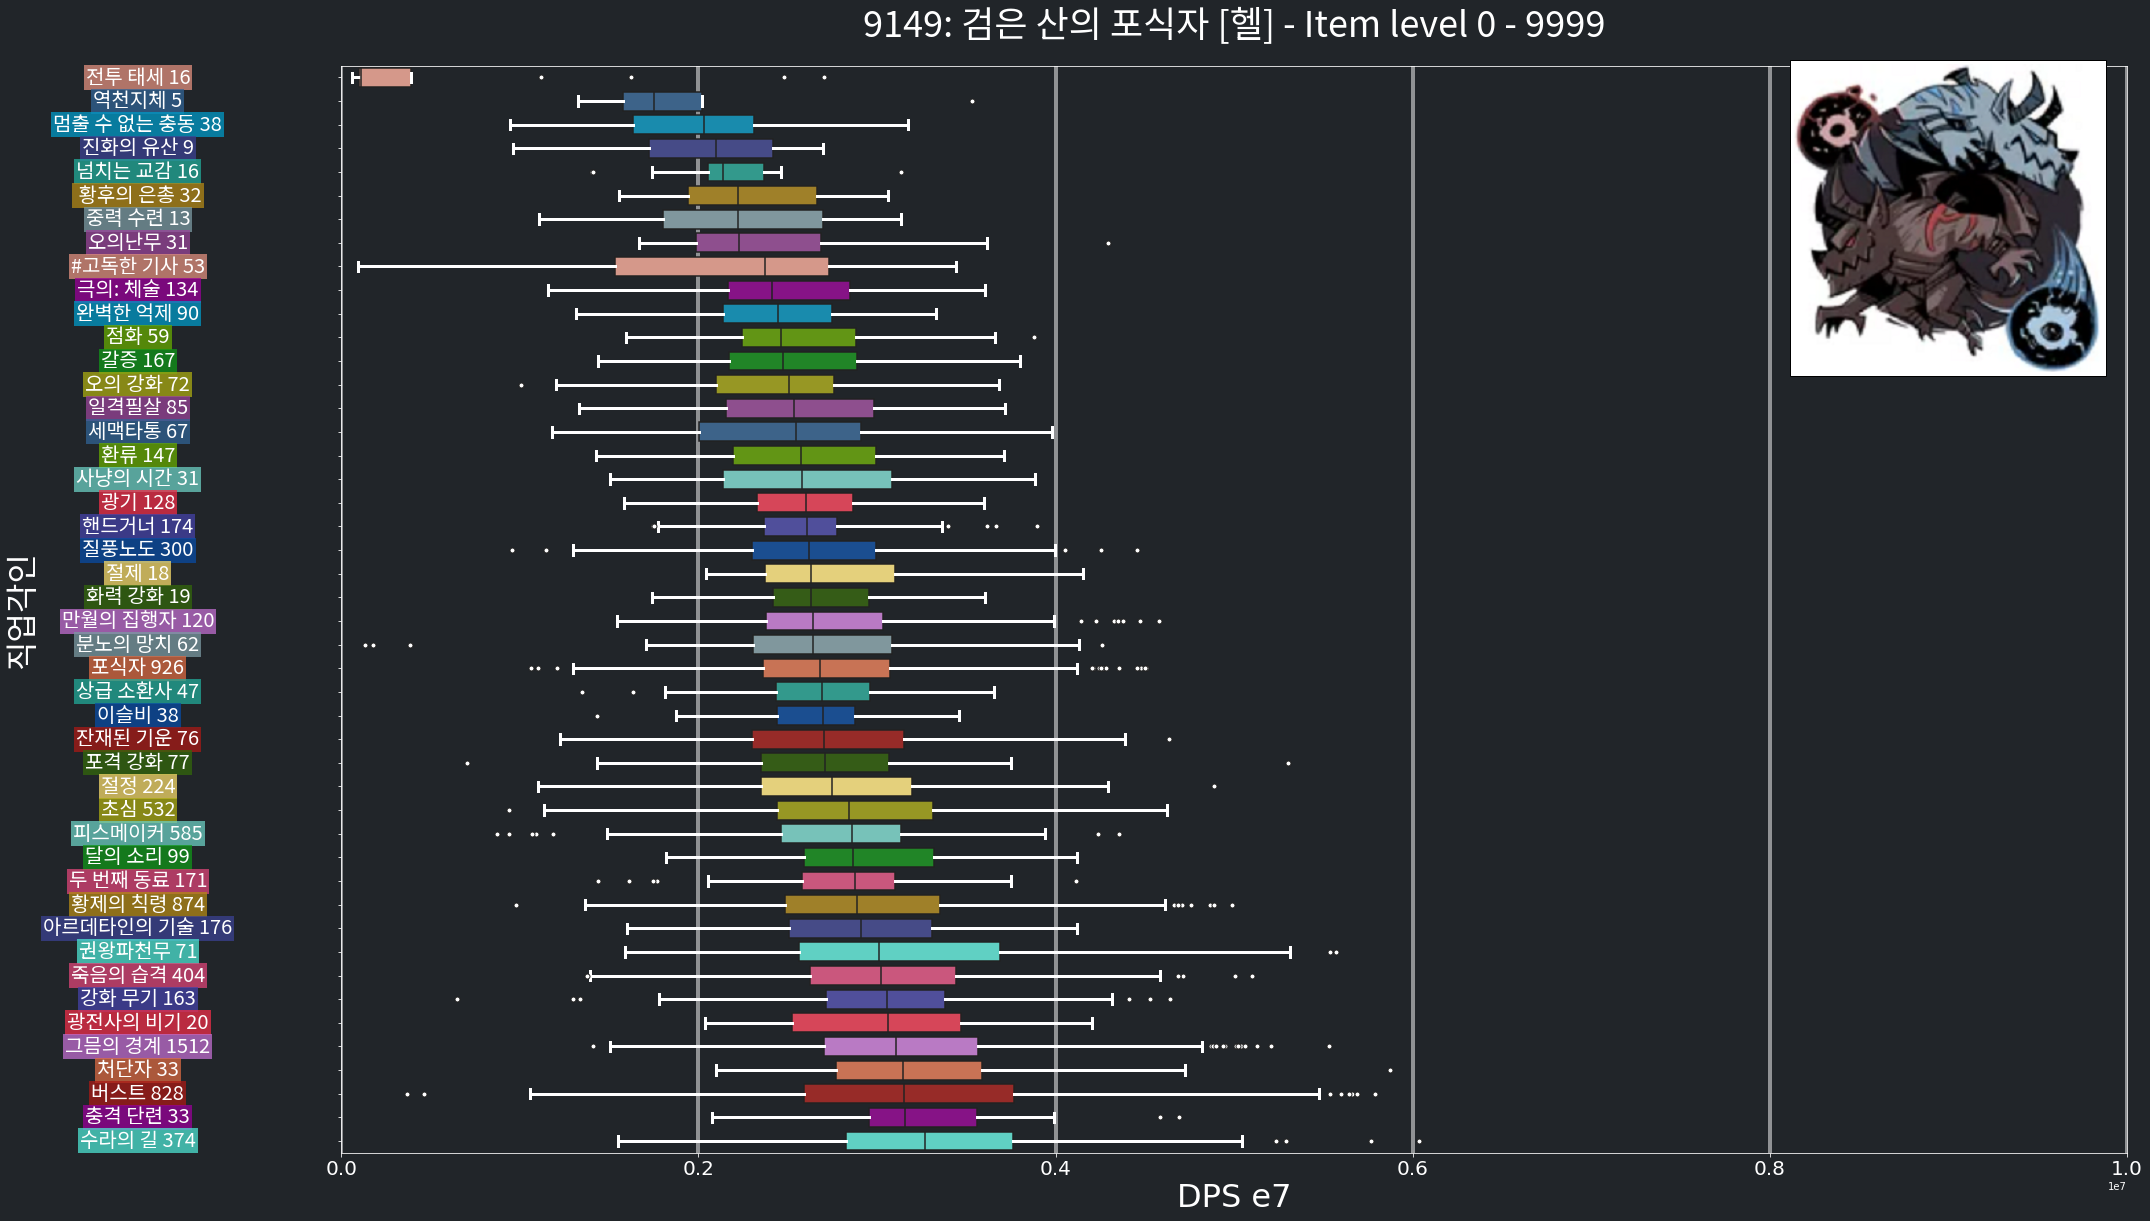 9149: 검은 산의 포식자 [헬] - Item level 0 - 9999
전투 태세 16
역천지체 5
멈출 수 없는 충동 38
진화의 유산 9
넘치는 교감 16
황후의 은총 32
중력 수련 13
오의난무 31
#고독한 기사 53
극의: 체술 134
완벽한 억제 90
점화 59
갈증 167
오의 강화 72
일격필살 85
세맥타통 67
환류 147
사냥의 시간 31
광기 128
핸드거너 174
질풍노도 300
절제 18
화력 강화 19
만월의 집행자 120
분노의 망치 62
포식자 926
상급 소환사 47
이슬비 38
잔재된 기운 76
포격 강화 77
절정 224
초심 532
피스메이커 585
달의 소리 99
두 번째 동료 171
황제의 칙령 874
아르데타인의 기술 176
권왕파천무 71
죽음의 습격 404
강화 무기 163
광전사의 비기 20
그믐의 경계 1512
처단자 33
버스트 828
충격 단련 33
수라의 길 374
직업각인
0.0 0.2 0.4 0.6 0.8 1.0
1e7
DPS e7